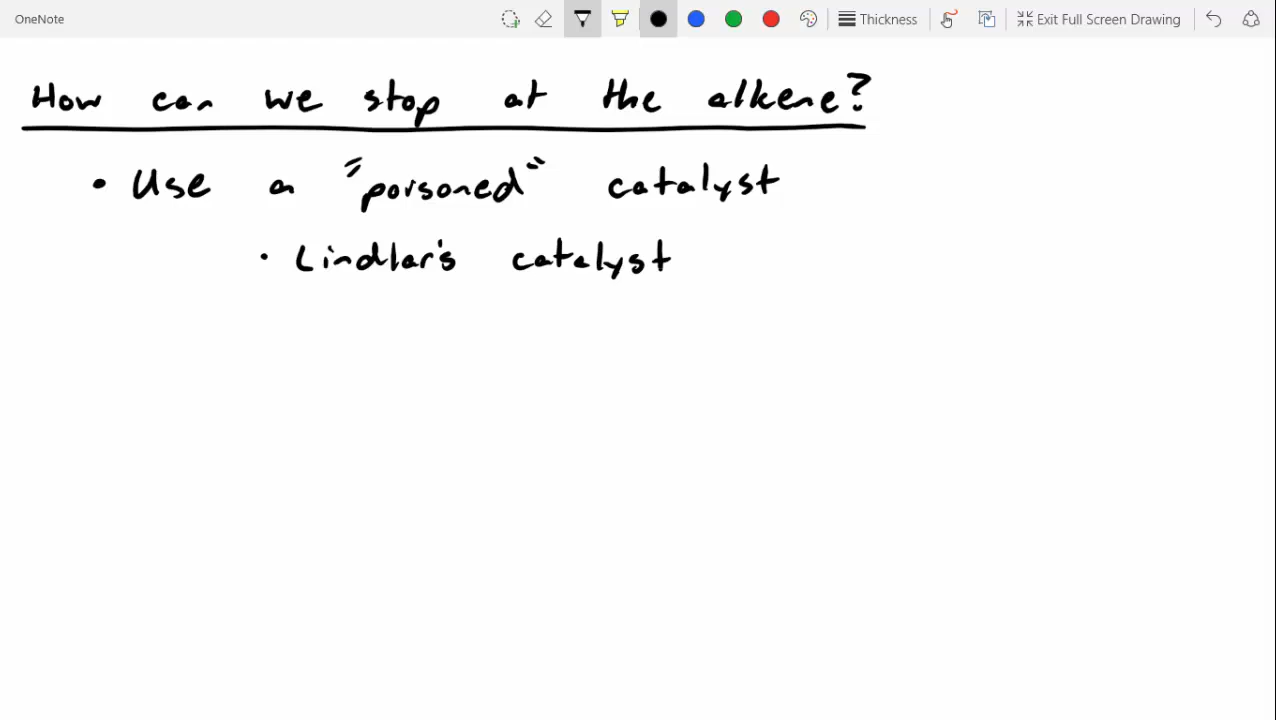 OneNote
Thickness
Exit Full Screen Drawing
How can we stop at the alkene?
• Use a "poisoned" catalyst
• Lindlar's catalyst